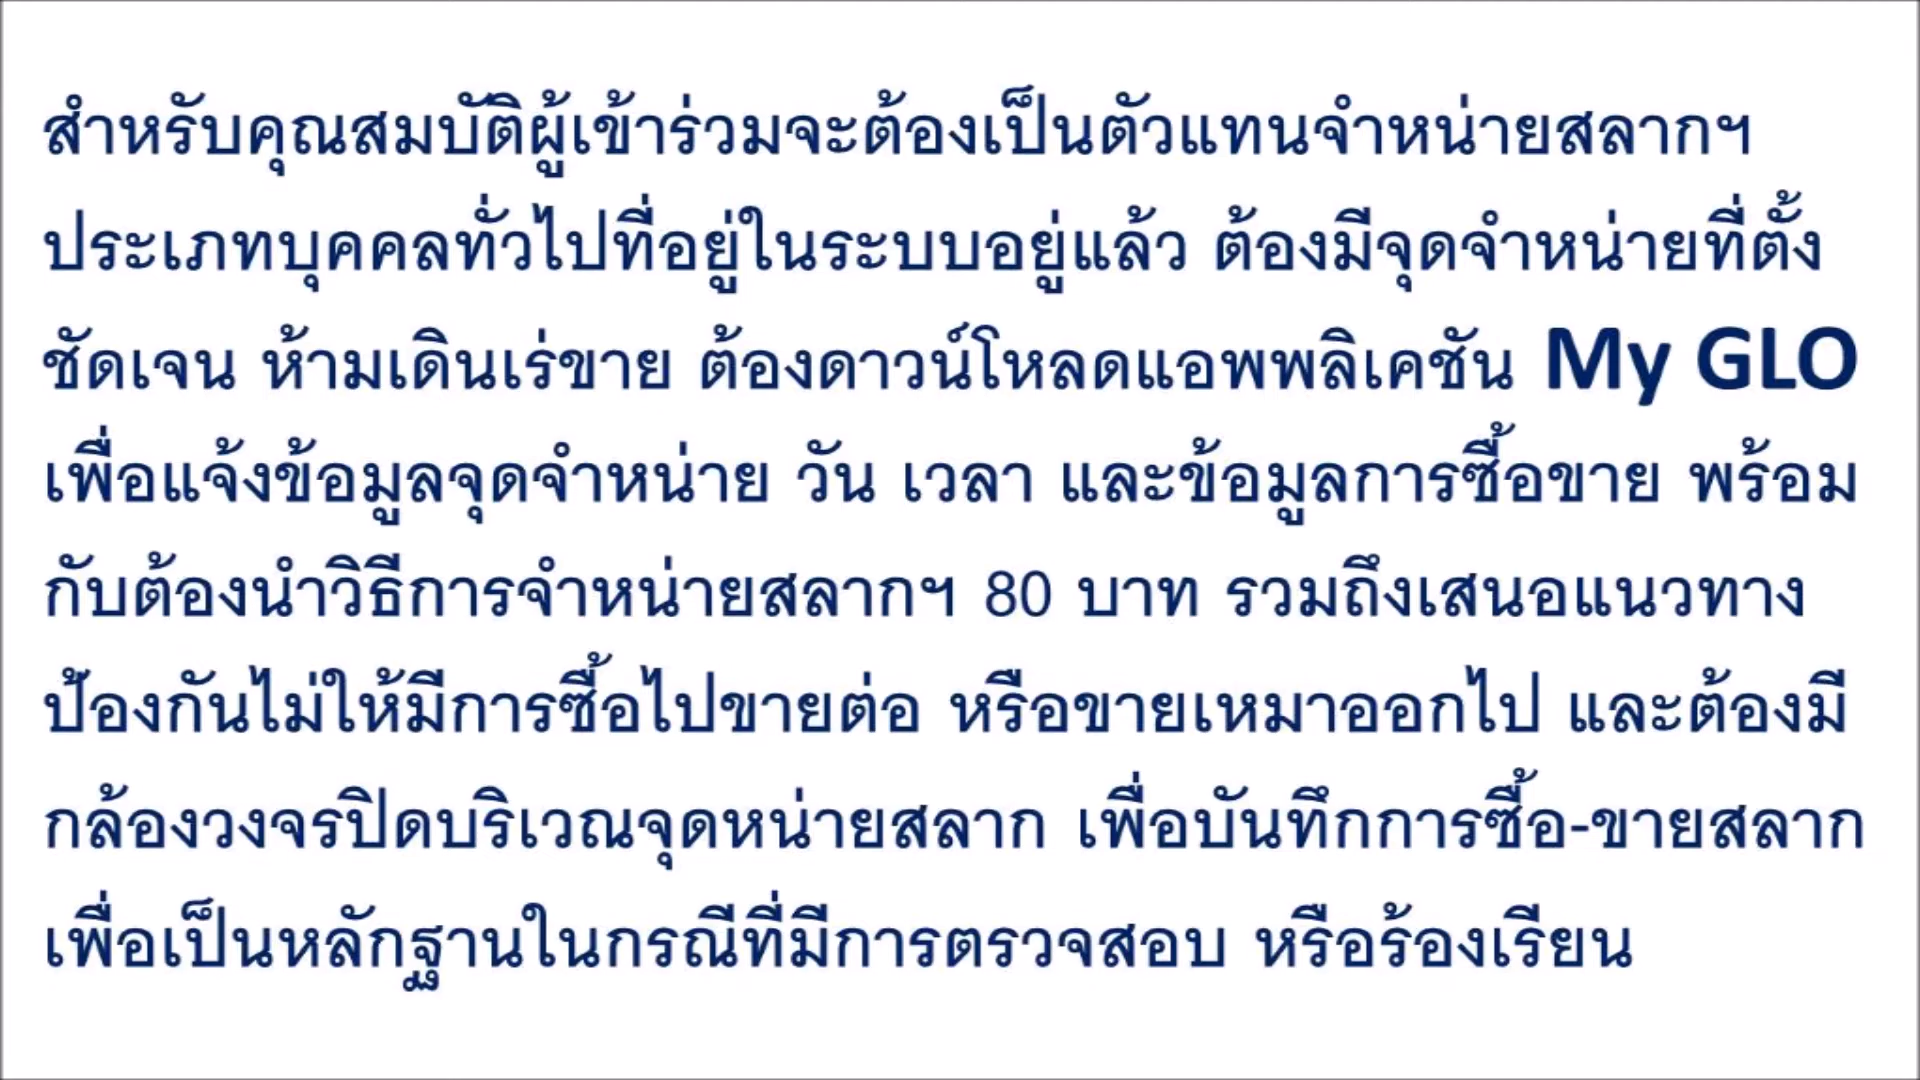 สำหรับคุณสมบัติผู้เข้าร่วมจะต้องเป็นตัวแทนจำหน่ายสลากฯ
ประเภทบุคคลทั่วไปที่อยู่ในระบบอยู่แล้ว ต้องมีจุดจำหน่ายที่ตั้ง
ชัดเจน ห้ามเดินเร่ขาย ต้องดาวน์โหลดแอพพลิเคชัน My GLO
เพื่อแจ้งข้อมูลจุดจำหน่าย วัน เวลา และข้อมูลการซื้อขาย พร้อม
กับต้องนำวิธีการจำหน่ายสลากฯ 80 บาท รวมถึงเสนอแนวทาง
ป้องกันไม่ให้มีการซื้อไปขายต่อ หรือขายเหมาออกไป และต้องมี
กล้องวงจรปิดบริเวณจุดหน่ายสลาก เพื่อบันทึกการซื้อ-ขายสลาก
เพื่อเป็นหลักฐานในกรณีที่มีการตรวจสอบ หรือร้องเรียน